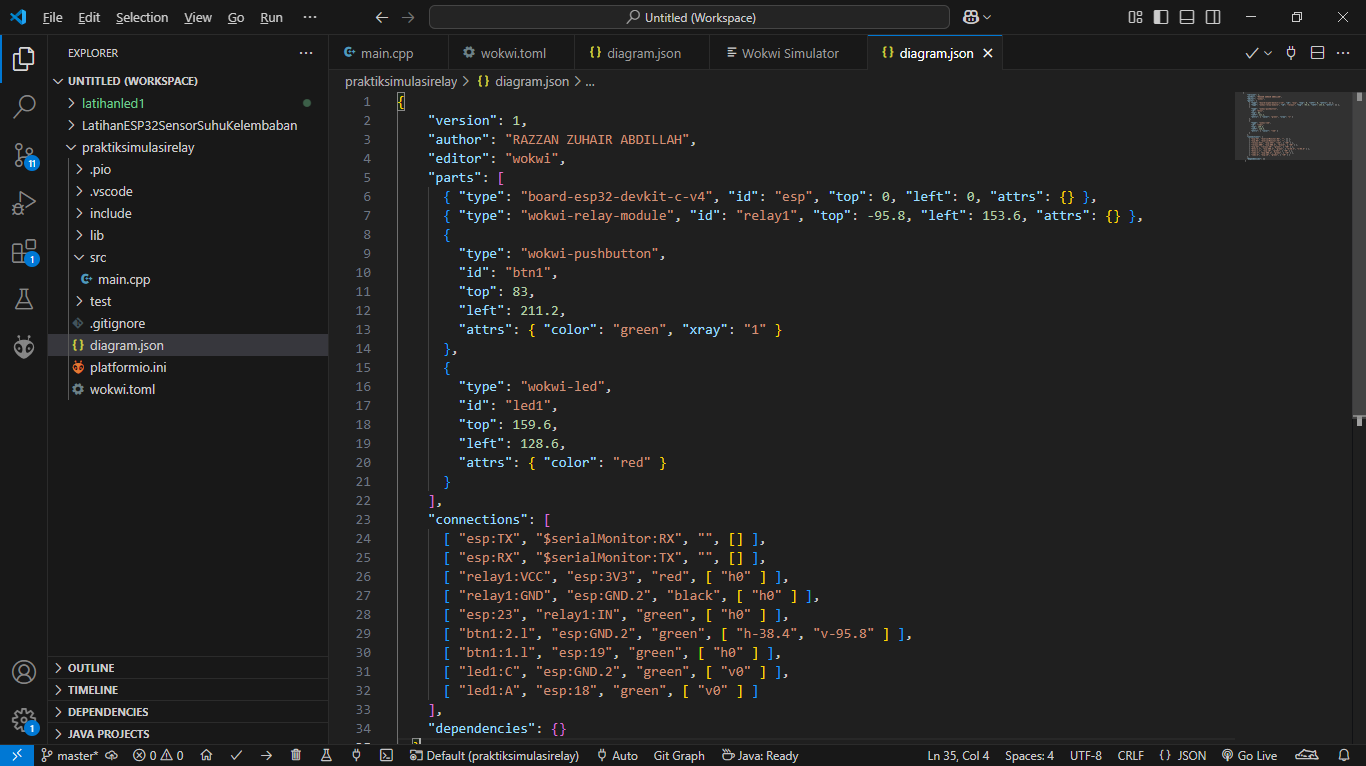 File Edit Selection View Go Run ··· Untitled (Workspace)
EXPLORER ···
main.cpp wokwi.toml {} diagram.json Wokwi Simulator {} diagram.json
praktiksimulasirelay > {} diagram.json > ...
UNTITLED (WORKSPACE)
latihanled1
LatihanESP32SensorSuhuKelembaban
praktiksimulasirelay
.pio
.vscode
include
lib
src
main.cpp
test
.gitignore
{} diagram.json
platformio.ini
wokwi.toml
OUTLINE
TIMELINE
DEPENDENCIES
JAVA PROJECTS
11
1
1
1 {
2 "version": 1,
3 "author": "RAZZAN ZUHAIR ABDILLAH",
4 "editor": "wokwi",
5 "parts": [
6 { "type": "board-esp32-devkit-c-v4", "id": "esp", "top": 0, "left": 0, "attrs": {} },
7 { "type": "wokwi-relay-module", "id": "relay1", "top": -95.8, "left": 153.6, "attrs": {} },
8 {
9 "type": "wokwi-pushbutton",
10 "id": "btn1",
11 "top": 83,
12 "left": 211.2,
13 "attrs": { "color": "green", "xray": "1" }
14 },
15 {
16 "type": "wokwi-led",
17 "id": "led1",
18 "top": 159.6,
19 "left": 128.6,
20 "attrs": { "color": "red" }
21 }
22 ],
23 "connections": [
24 [ "esp:TX", "$serialMonitor:RX", "", [] ],
25 [ "esp:RX", "$serialMonitor:TX", "", [] ],
26 [ "relay1:VCC", "esp:3V3", "red", [ "h0" ] ],
27 [ "relay1:GND", "esp:GND.2", "black", [ "h0" ] ],
28 [ "esp:23", "relay1:IN", "green", [ "h0" ] ],
29 [ "btn1:2.l", "esp:GND.2", "green", [ "h-38.4", "v-95.8" ] ],
30 [ "btn1:1.l", "esp:19", "green", [ "h0" ] ],
31 [ "led1:C", "esp:GND.2", "green", [ "v0" ] ],
32 [ "led1:A", "esp:18", "green", [ "v0" ] ]
33 ],
34 "dependencies": {}
master* 0 0 Default (praktiksimulasirelay) Auto Git Graph Java: Ready Ln 35, Col 4 Spaces: 4 UTF-8 CRLF {} JSON Go Live